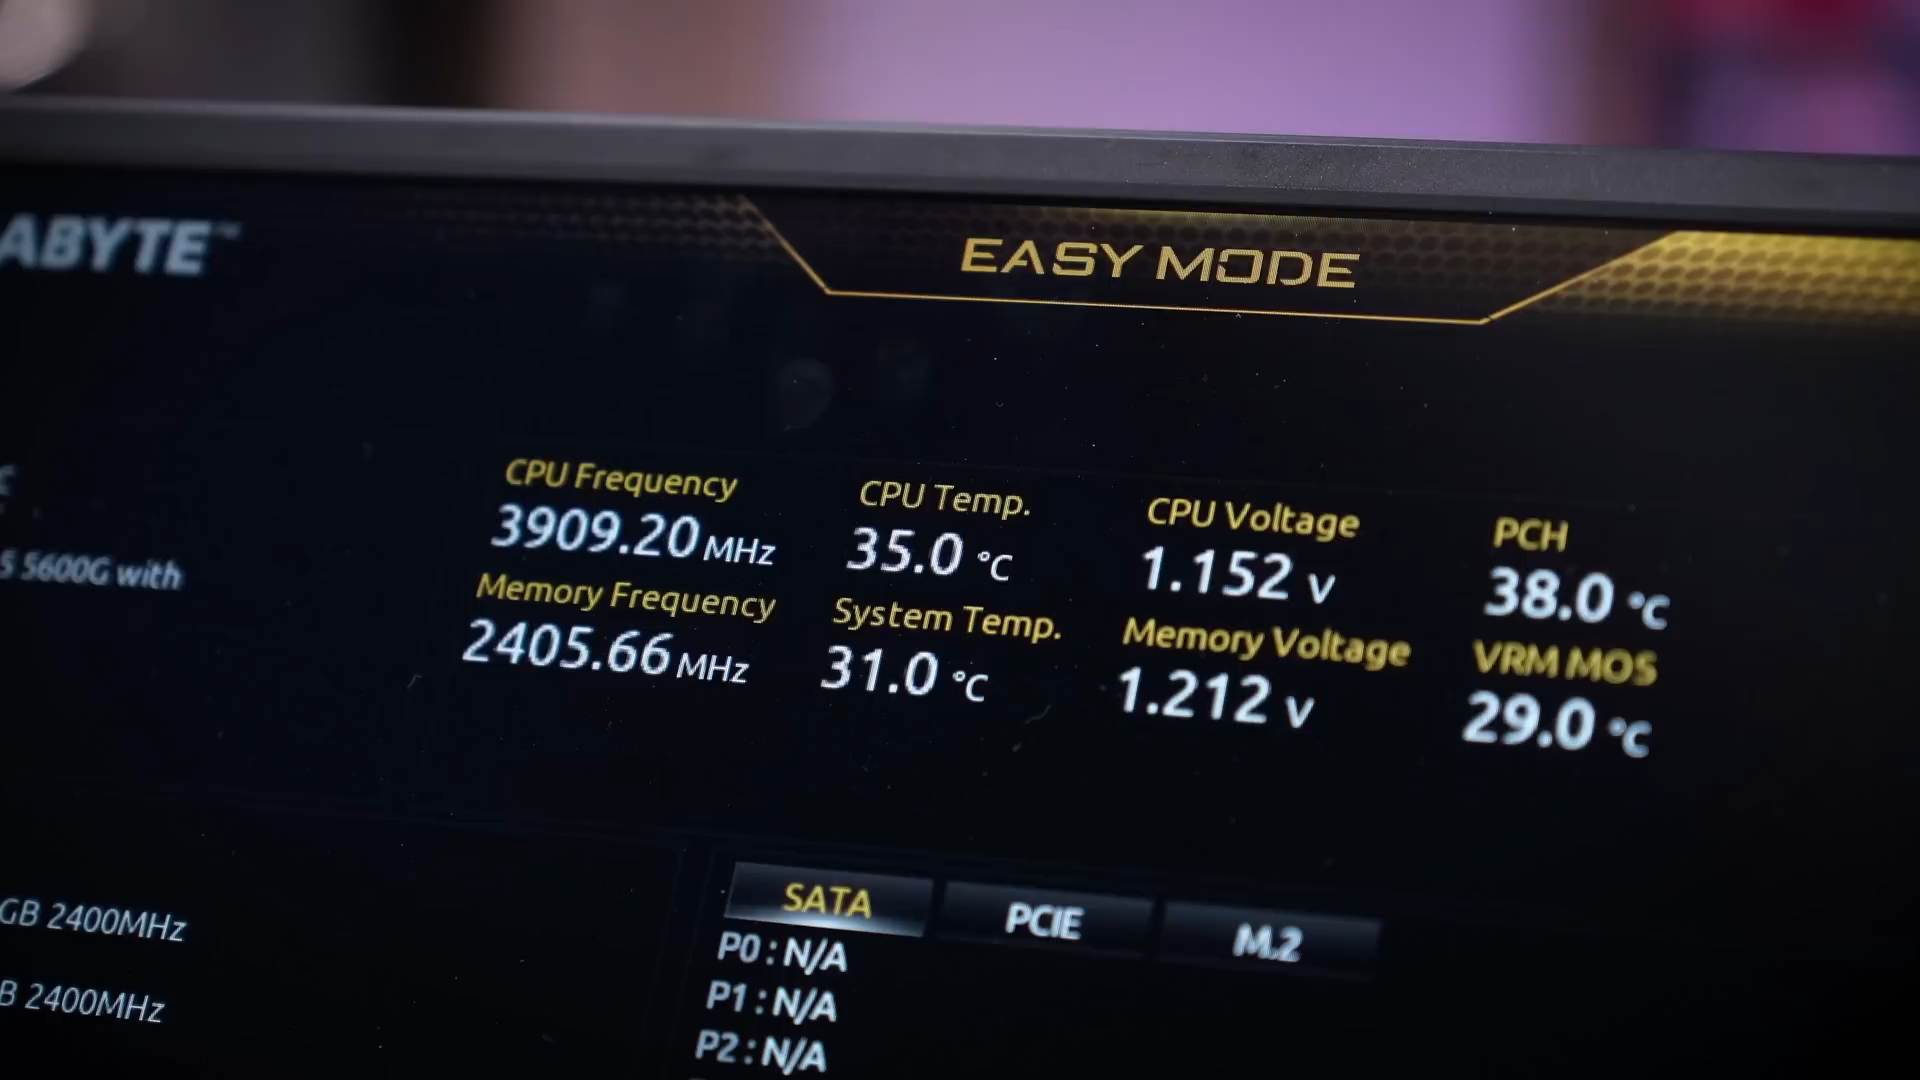 ABYTE™
EASY MODE
CPU Frequency
3909.20 MHz
CPU Temp.
35.0 °C
CPU Voltage
1.152 V
PCH
38.0 °C
5 5600G with
Memory Frequency
2405.66 MHz
System Temp.
31.0 °C
Memory Voltage
1.212 V
VRM MOS
29.0 °C
GB 2400MHz
B 2400MHz
SATA
PCIE
M.2
P0 : N/A
P1 : N/A
P2 : N/A